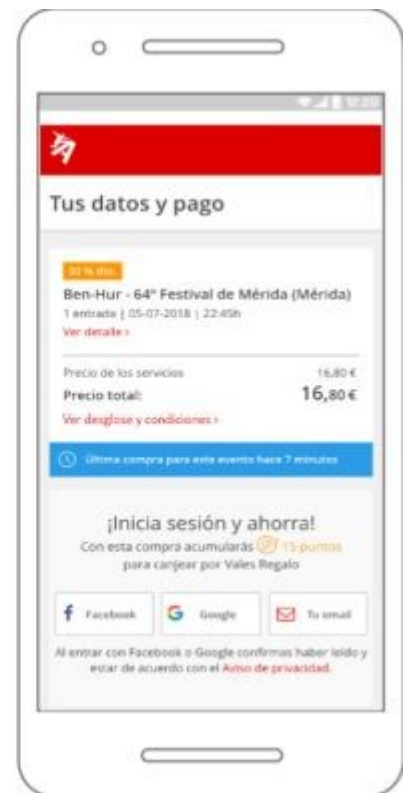 12:20
Tus datos y pago
30 % dto.
Ben-Hur - 64º Festival de Mérida (Mérida)
1 entrada | 05-07-2018 | 22:45h
Ver detalle >
Precio de los servicios 16,80 €
Precio total: 16,80 €
Ver desglose y condiciones >
Última compra para este evento hace 7 minutos
¡Inicia sesión y ahorra!
Con esta compra acumularás 15 puntos
para canjear por Vales Regalo
Facebook Google Tu email
Al entrar con Facebook o Google confirmas haber leído y
estar de acuerdo con el Aviso de privacidad.